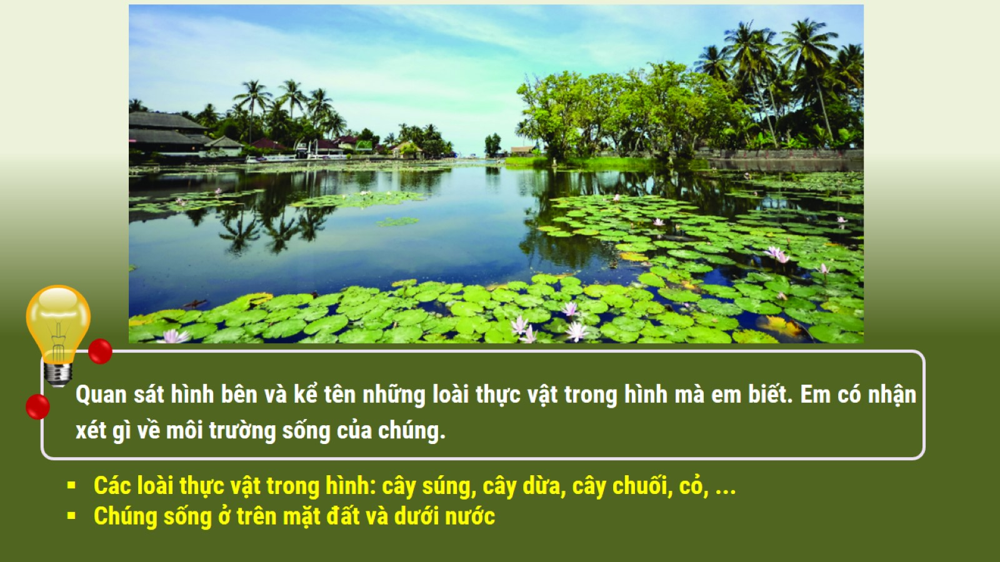 Quan sát hình bên và kể tên những loài thực vật trong hình mà em biết. Em có nhận
xét gì về môi trường sống của chúng.
▪ Các loài thực vật trong hình: cây súng, cây dừa, cây chuối, cỏ, ...
▪ Chúng sống ở trên mặt đất và dưới nước